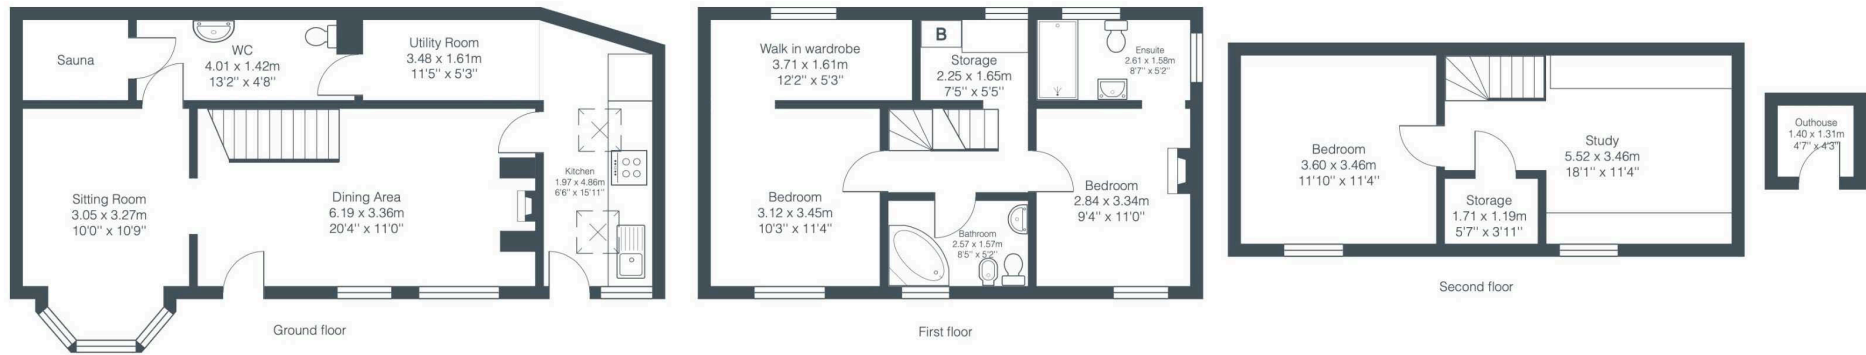 Sauna
WC
4.01 x 1.42m
13'2'' x 4'8''
Utility Room
3.48 x 1.61m
11'5'' x 5'3''
Sitting Room
3.05 x 3.27m
10'0'' x 10'9''
Dining Area
6.19 x 3.36m
20'4'' x 11'0''
Kitchen
1.97 x 4.86m
6'6'' x 15'11''
Ground floor
Walk in wardrobe
3.71 x 1.61m
12'2'' x 5'3''
B
Storage
2.25 x 1.65m
7'5'' x 5'5''
Ensuite
2.61 x 1.58m
8'7'' x 5'2''
Bedroom
3.12 x 3.45m
10'3'' x 11'4''
Bathroom
2.57 x 1.57m
8'5'' x 5'2''
Bedroom
2.84 x 3.34m
9'4'' x 11'0''
First floor
Bedroom
3.60 x 3.46m
11'10'' x 11'4''
Study
5.52 x 3.46m
18'1'' x 11'4''
Storage
1.71 x 1.19m
5'7'' x 3'11''
Second floor
Outhouse
1.40 x 1.31m
4'7'' x 4'3''